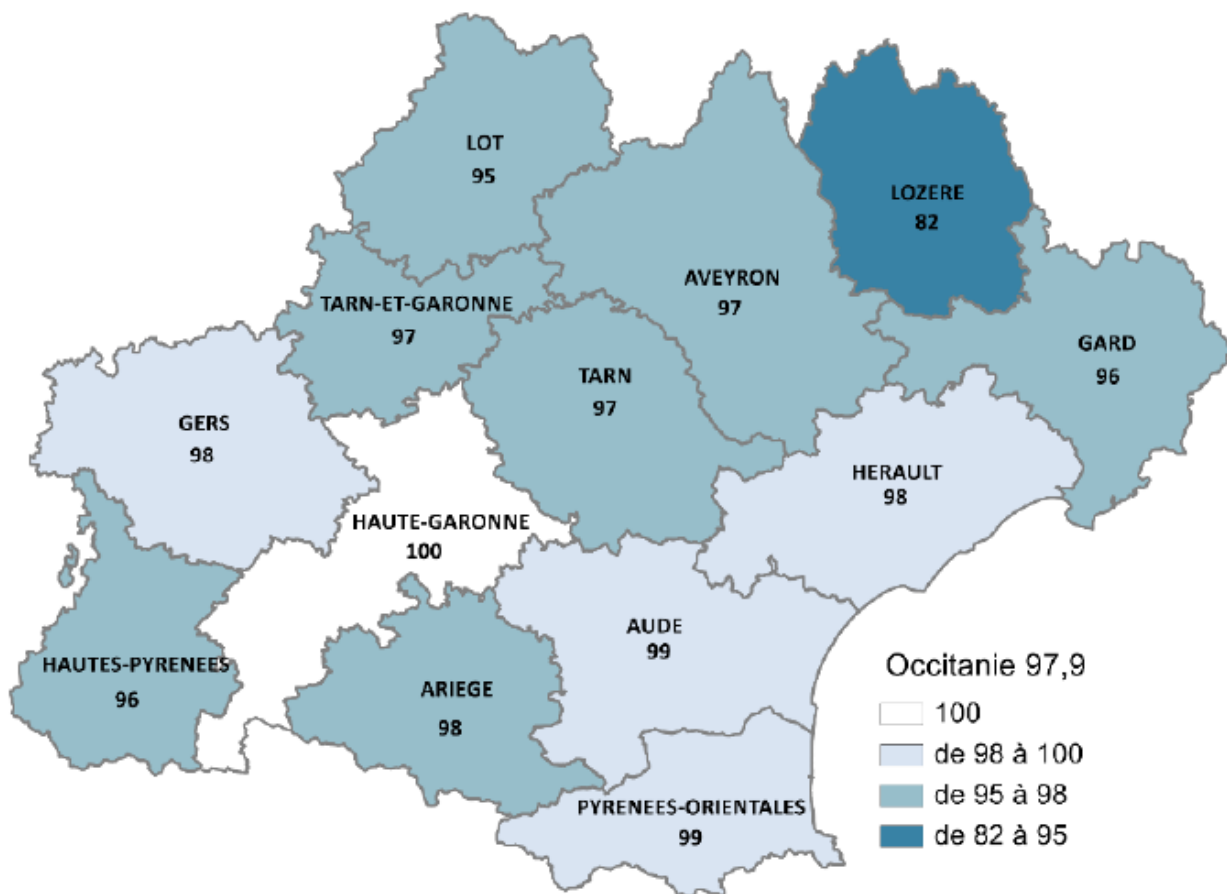 LOT
95
LOZERE
82
AVEYRON
97
TARN-ET-GARONNE
97
GARD
96
TARN
97
GERS
98
HERAULT
98
HAUTE-GARONNE
100
AUDE
99
HAUTES-PYRENEES
96
ARIEGE
98
PYRENEES-ORIENTALES
99
Occitanie 97,9
100
de 98 à 100
de 95 à 98
de 82 à 95